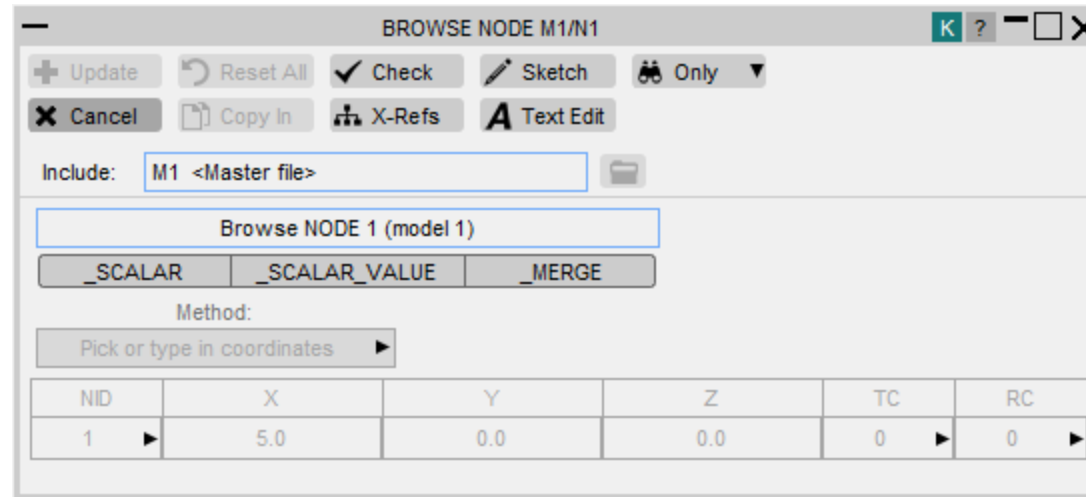 BROWSE NODE M1/N1 K ?
Update Reset All Check Sketch Only
Cancel Copy In X-Refs Text Edit
Include: M1 <Master file>
Browse NODE 1 (model 1)
_SCALAR _SCALAR_VALUE _MERGE
Method:
Pick or type in coordinates
NID X Y Z TC RC
1 5.0 0.0 0.0 0 0